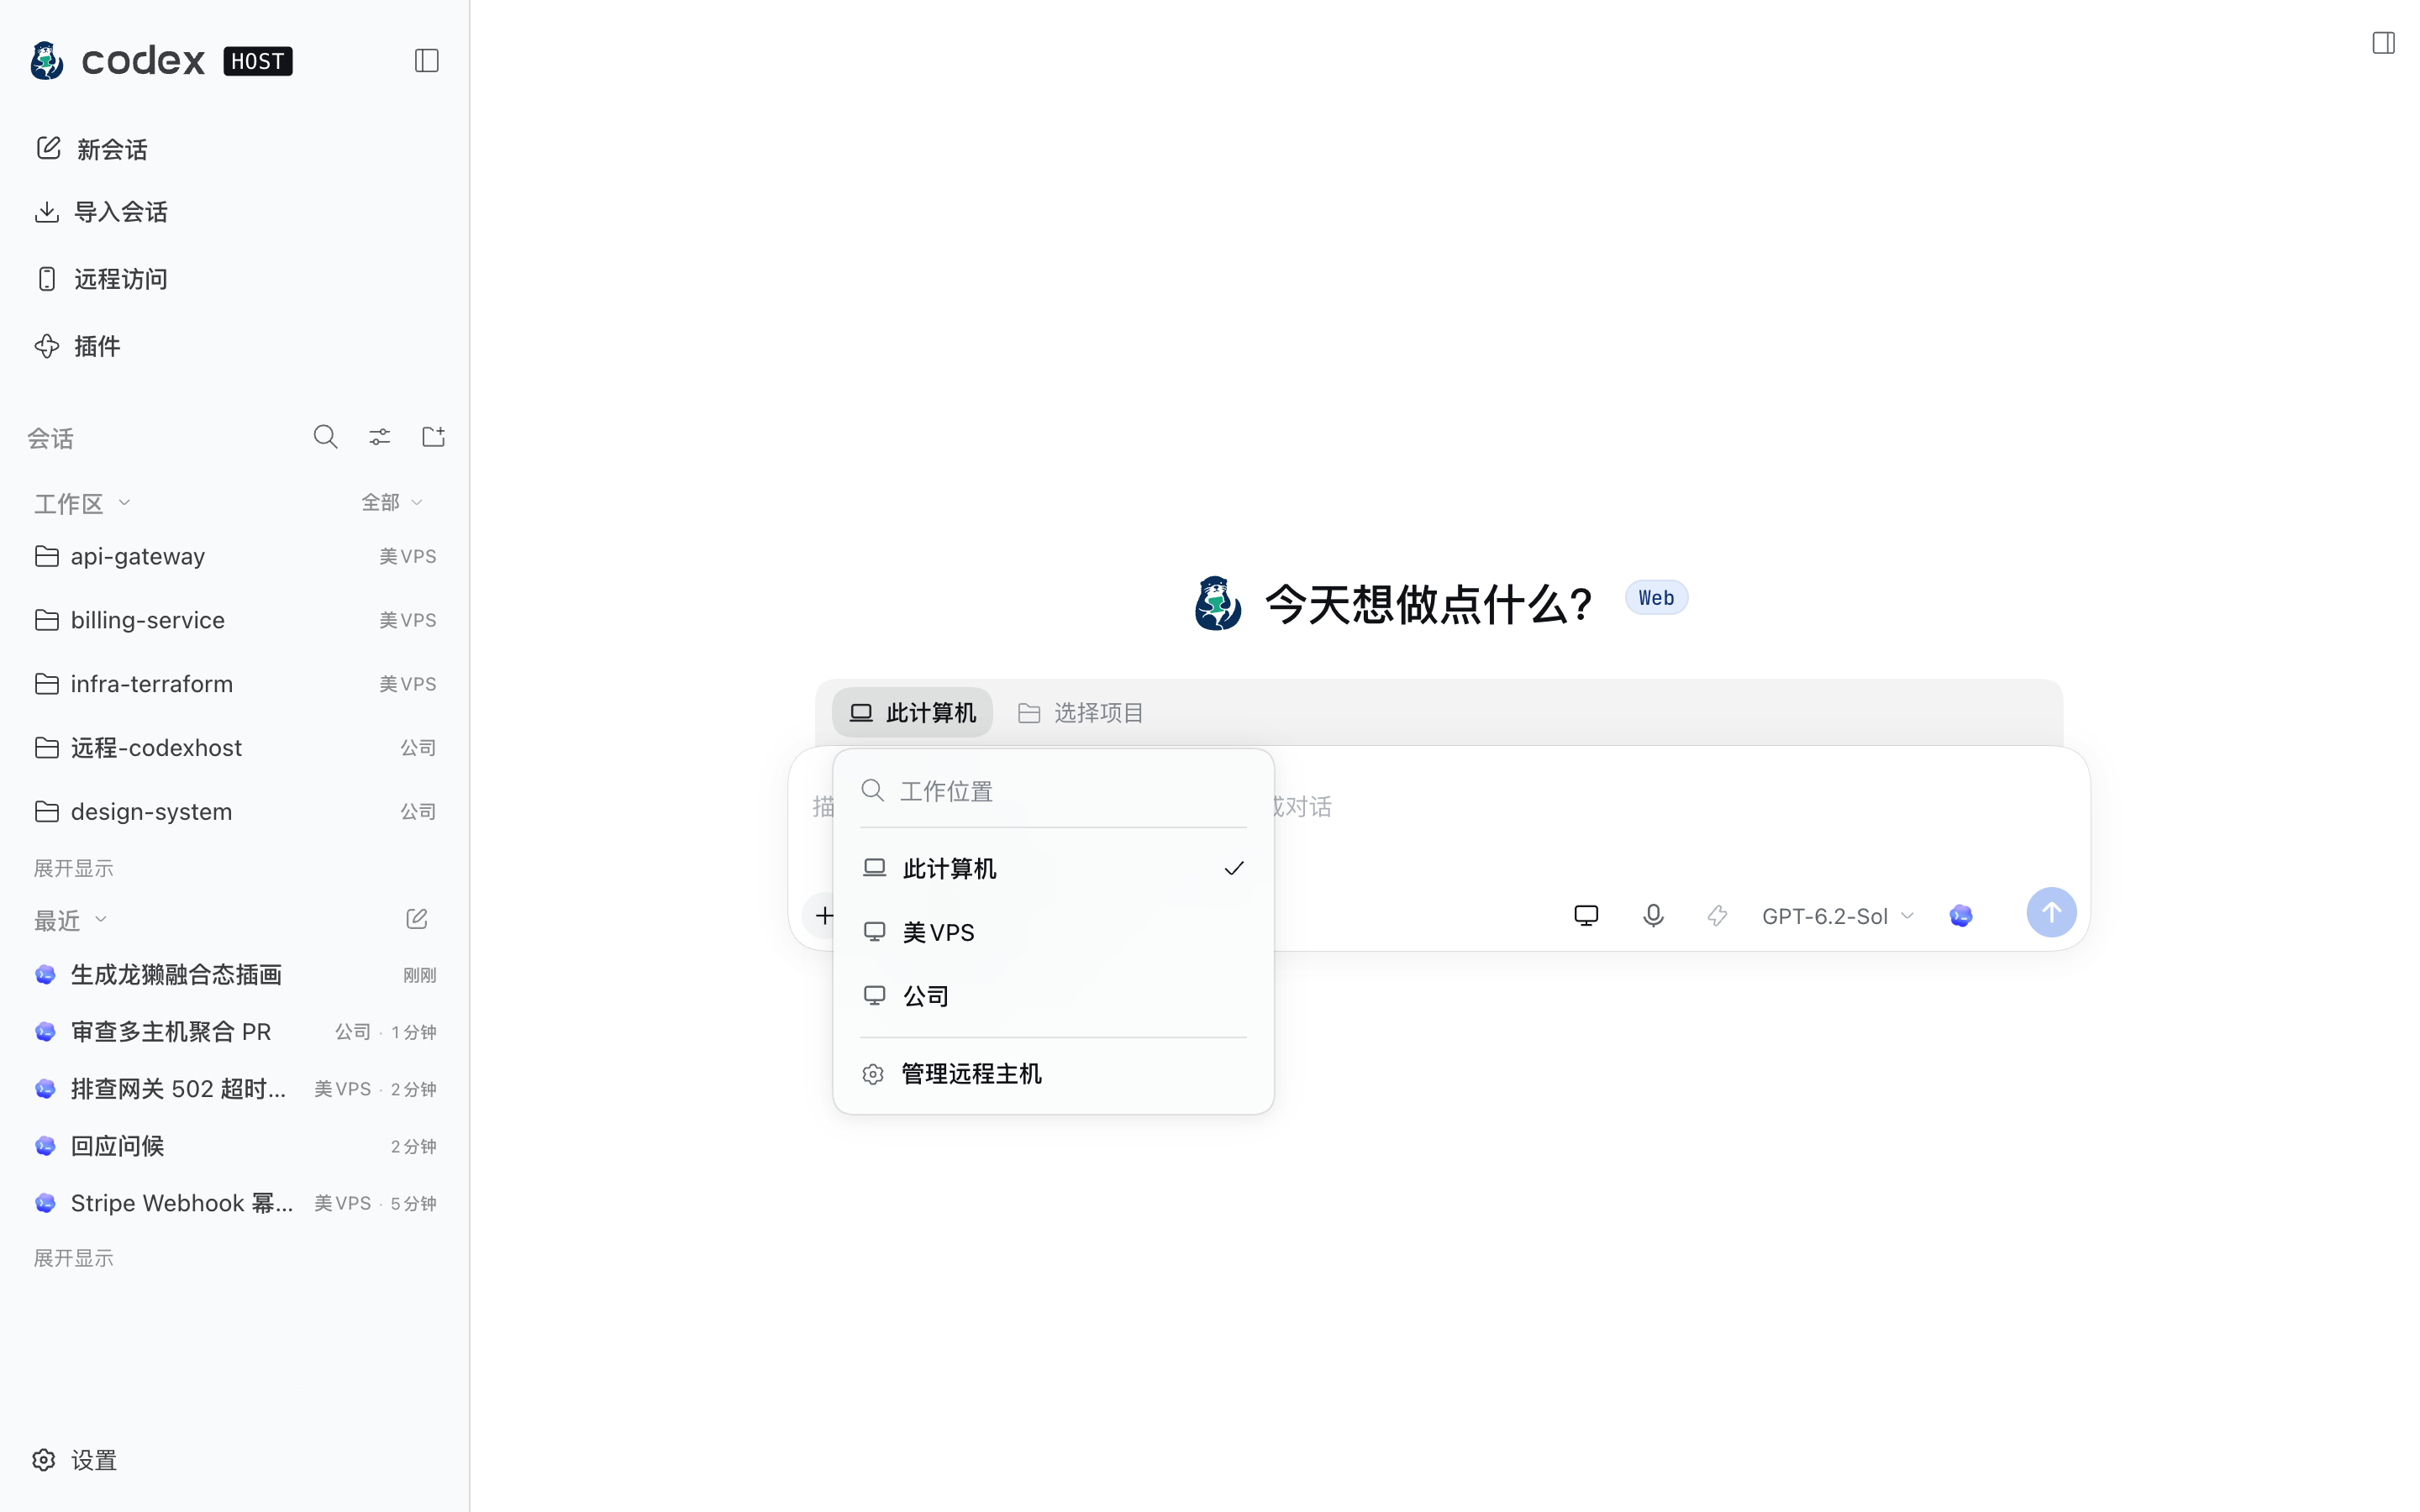 codex HOST
新会话
导入会话
远程访问
插件
会话
工作区 全部
api-gateway 美 VPS
billing-service 美 VPS
infra-terraform 美 VPS
远程-codexhost 公司
design-system 公司
展开显示
最近
生成龙獭融合态插画 刚刚
审查多主机聚合 PR 公司 · 1 分钟
排查网关 502 超时... 美 VPS · 2 分钟
回应问候 2 分钟
Stripe Webhook 幂... 美 VPS · 5 分钟
展开显示
设置
今天想做点什么? Web
此计算机 选择项目
工作位置
描 对话
此计算机
美 VPS
公司
管理远程主机
GPT-6.2-Sol